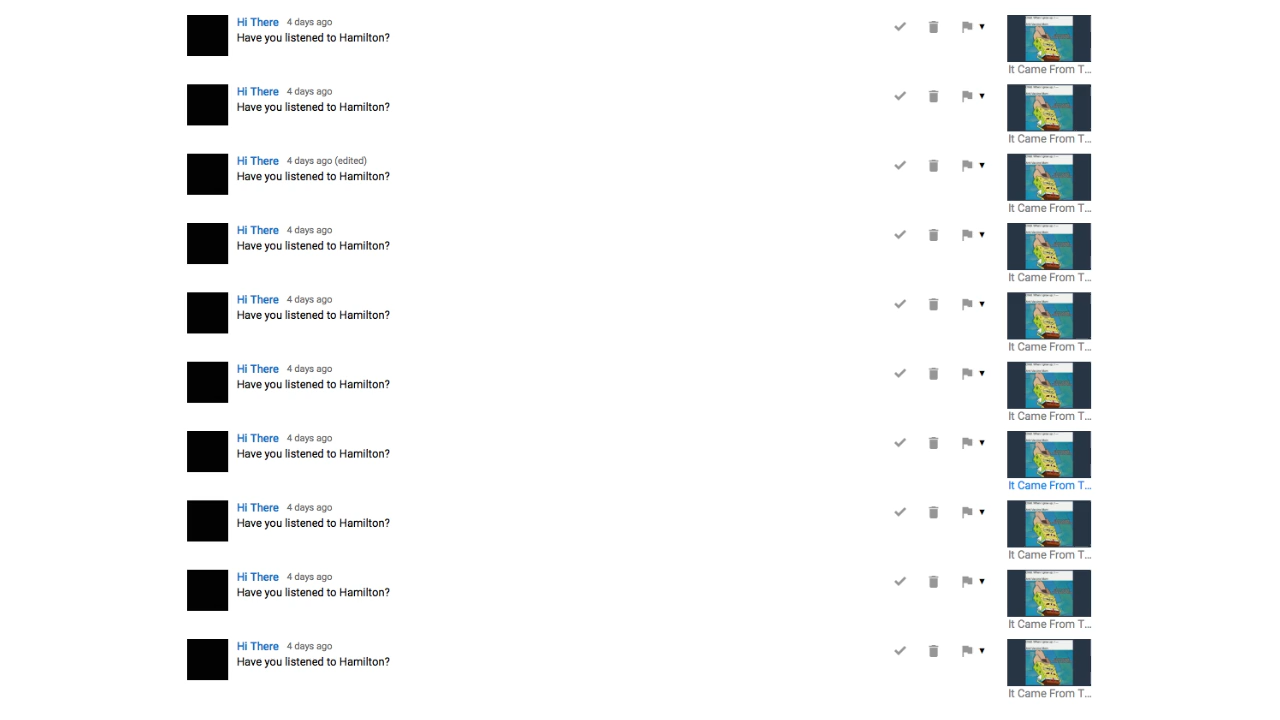 Hi There 4 days ago
Have you listened to Hamilton?
It Came From T...
Hi There 4 days ago
Have you listened to Hamilton?
It Came From T...
Hi There 4 days ago (edited)
Have you listened to Hamilton?
It Came From T...
Hi There 4 days ago
Have you listened to Hamilton?
It Came From T...
Hi There 4 days ago
Have you listened to Hamilton?
It Came From T...
Hi There 4 days ago
Have you listened to Hamilton?
It Came From T...
Hi There 4 days ago
Have you listened to Hamilton?
It Came From T...
Hi There 4 days ago
Have you listened to Hamilton?
It Came From T...
Hi There 4 days ago
Have you listened to Hamilton?
It Came From T...
Hi There 4 days ago
Have you listened to Hamilton?
It Came From T...